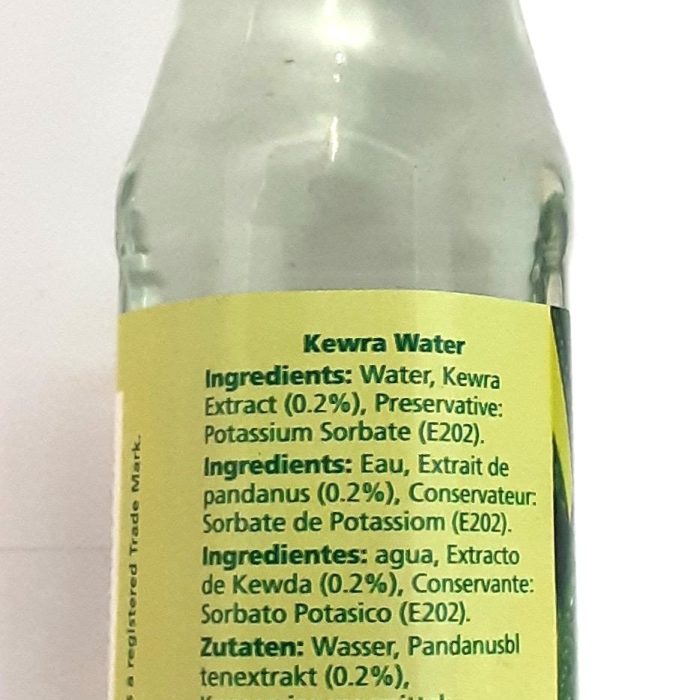 Kewra Water
Ingredients: Water, Kewra
Extract (0.2%), Preservative:
Potassium Sorbate (E202).
Ingredients: Eau, Extrait de
pandanus (0.2%), Conservateur:
Sorbate de Potassiom (E202).
Ingredientes: agua, Extracto
de Kewda (0.2%), Conservante:
Sorbato Potasico (E202).
Zutaten: Wasser, Pandanusbl
tenextrakt (0.2%),
a registered Trade Mark.